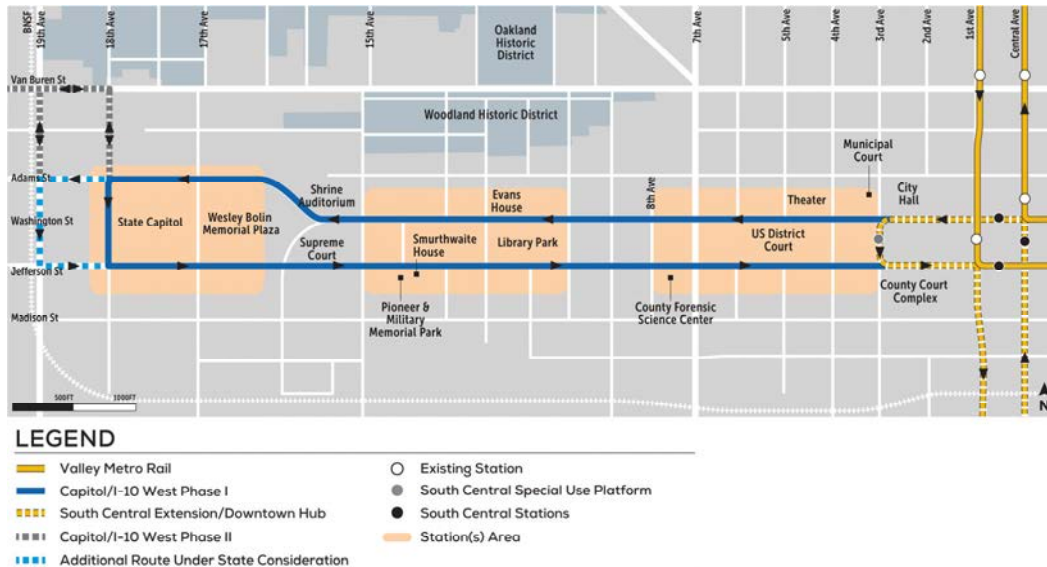 BNSF
19th Ave
18th Ave
17th Ave
15th Ave
7th Ave
5th Ave
4th Ave
3rd Ave
2nd Ave
1st Ave
Central Ave
Oakland
Historic
District
Van Buren St
Woodland Historic District
Municipal
Court
Adams St
Shrine
Auditorium
Evans
House
8th Ave
Theater
City
Hall
Washington St
State Capitol
Wesley Bolin
Memorial Plaza
Supreme
Court
Smurthwaite
House
Library Park
US District
Court
Jefferson St
County Court
Complex
Pioneer &
Military
Memorial Park
County Forensic
Science Center
Madison St
500FT
1000FT
N
LEGEND
Valley Metro Rail
Capitol/I-10 West Phase I
South Central Extension/Downtown Hub
Capitol/I-10 West Phase II
Additional Route Under State Consideration
Existing Station
South Central Special Use Platform
South Central Stations
Station(s) Area